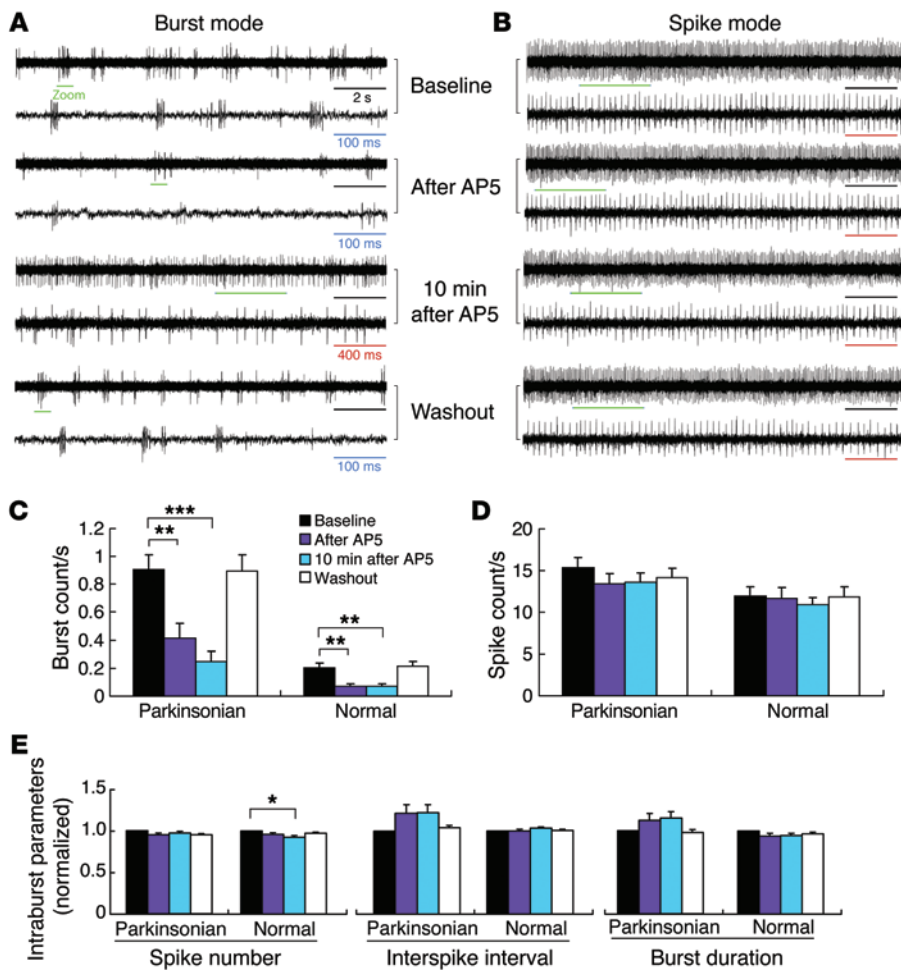 A Burst mode
B Spike mode
Zoom
2 s
100 ms
Baseline
100 ms
After AP5
400 ms
10 min
after AP5
100 ms
Washout
C
Burst count/s
1.2
1
0.8
0.6
0.4
0.2
0
***
**
**
**
Baseline
After AP5
10 min after AP5
Washout
Parkinsonian Normal
D
Spike count/s
20
15
10
5
0
Parkinsonian Normal
E
Intraburst parameters
(normalized)
1.5
1.0
0.5
0
*
Parkinsonian Normal Parkinsonian Normal Parkinsonian Normal
Spike number Interspike interval Burst duration